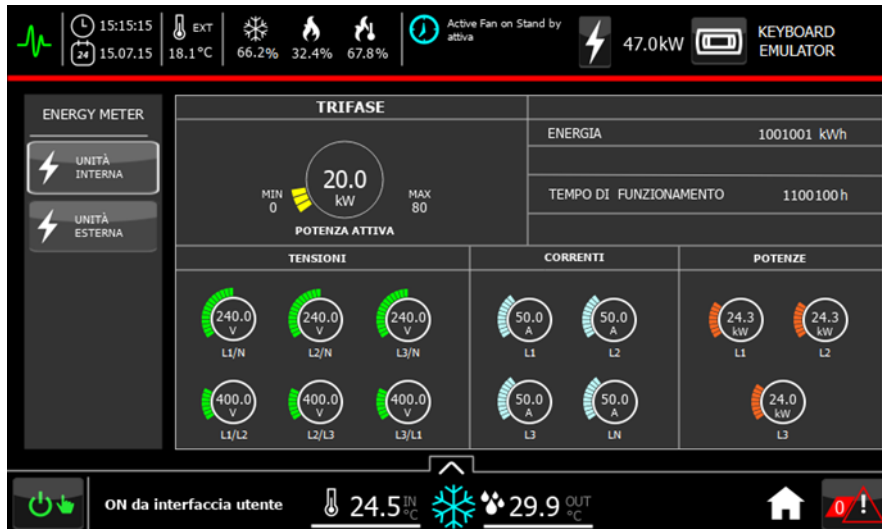 15:15:15
24 15.07.15
EXT
18.1°C
66.2% 32.4% 67.8%
Active Fan on Stand by
attiva
47.0kW
KEYBOARD
EMULATOR
ENERGY METER
UNITÀ
INTERNA
UNITÀ
ESTERNA
TRIFASE
20.0
kW
MIN
0
MAX
80
POTENZA ATTIVA
ENERGIA 1001001 kWh
TEMPO DI FUNZIONAMENTO 1100100 h
TENSIONI
240.0
V
L1/N
240.0
V
L2/N
240.0
V
L3/N
400.0
V
L1/L2
400.0
V
L2/L3
400.0
V
L3/L1
CORRENTI
50.0
A
L1
50.0
A
L2
50.0
A
L3
50.0
A
LN
POTENZE
24.3
kW
L1
24.3
kW
L2
24.0
kW
L3
ON da interfaccia utente
24.5 IN
°C
29.9 OUT
°C
0 !